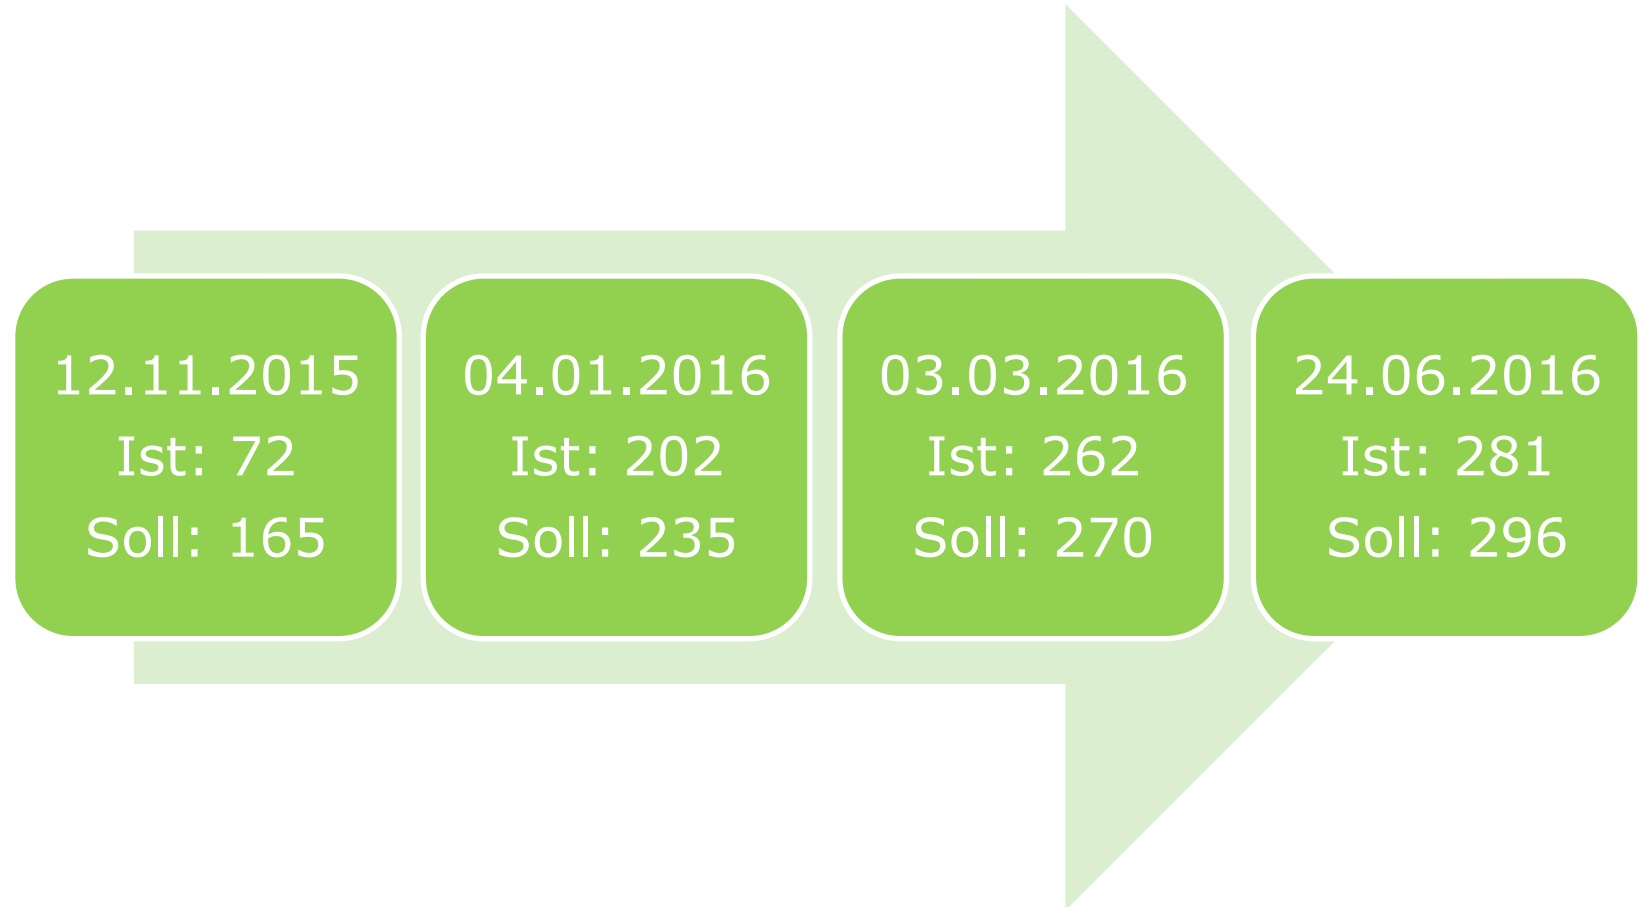 12.11.2015
Ist: 72
Soll: 165
04.01.2016
Ist: 202
Soll: 235
03.03.2016
Ist: 262
Soll: 270
24.06.2016
Ist: 281
Soll: 296